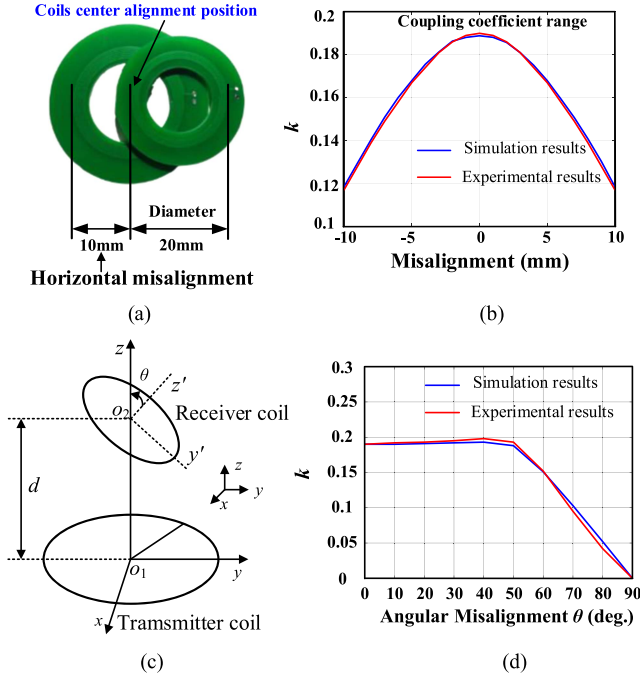 Coils center alignment position
Diameter
10mm
20mm
Horizontal misalignment
(a)
Coupling coefficient range
0.2
0.18
0.16
0.14
0.12
0.1
k
Simulation results
Experimental results
-10
-5
0
5
10
Misalignment (mm)
(b)
z
θ
z'
o2
Receiver coil
y'
d
z
y
x
o1
y
x
Tramsmitter coil
(c)
0.3
0.25
0.2
0.15
0.1
0.05
0
k
Simulation results
Experimental results
0 10 20 30 40 50 60 70 80 90
Angular Misalignment θ (deg.)
(d)